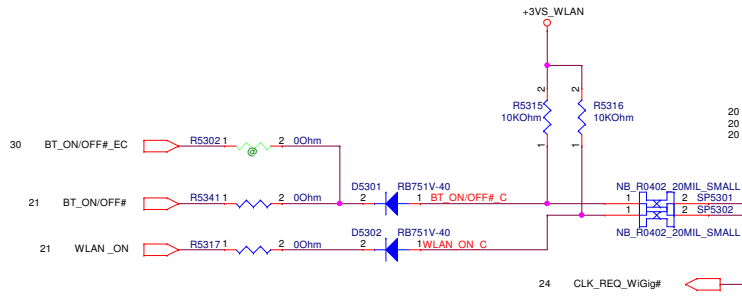 +3VS_WLAN
2 2
R5315 R5316
10KOhm 10KOhm
1 1
20
20
20
30 BT_ON/OFF#_EC R5302 1 2 0Ohm
@
D5301 RB751V-40 NB_R0402_20MIL_SMALL
21 BT_ON/OFF# R5341 1 2 0Ohm 2 1 BT_ON/OFF#_C 1 2 SP5301
1 2 SP5302
D5302 RB751V-40 NB_R0402_20MIL_SMALL
21 WLAN_ON R5317 1 2 0Ohm 2 1 WLAN_ON_C
24 CLK_REQ_WiGig#